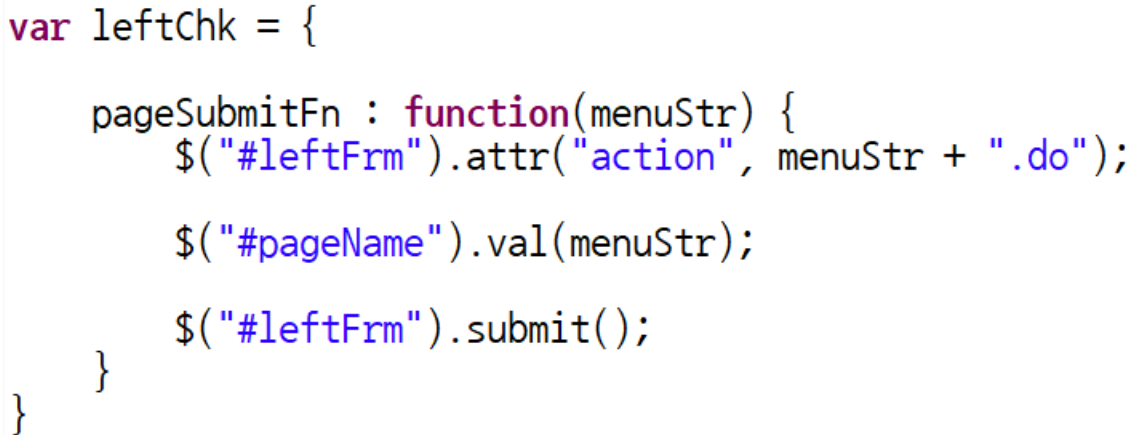 var leftChk = {
pageSubmitFn : function(menuStr) {
$("#leftFrm").attr("action", menuStr + ".do");
$("#pageName").val(menuStr);
$("#leftFrm").submit();
}
}